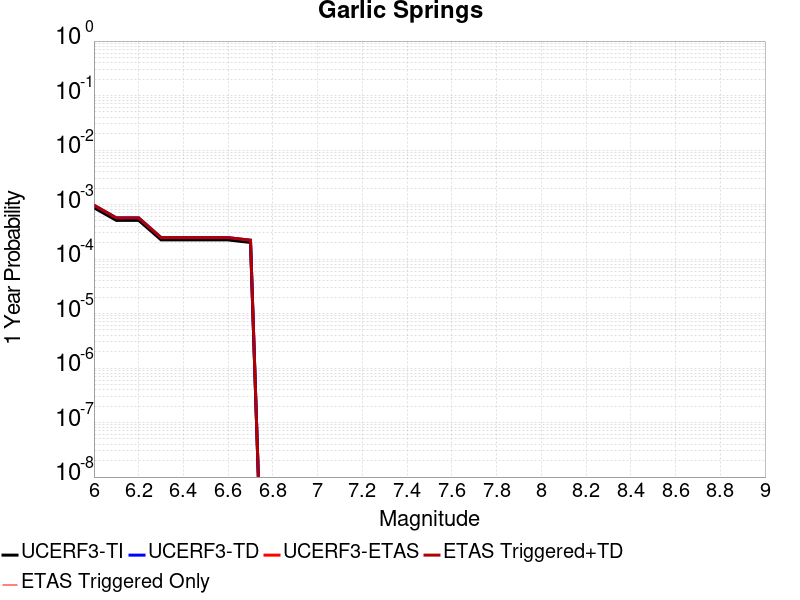 Garlic Springs
10^0
10^-1
10^-2
10^-3
10^-4
10^-5
10^-6
10^-7
10^-8
1 Year Probability
6 6.2 6.4 6.6 6.8 7 7.2 7.4 7.6 7.8 8 8.2 8.4 8.6 8.8 9
Magnitude
UCERF3-TI UCERF3-TD UCERF3-ETAS ETAS Triggered+TD
ETAS Triggered Only